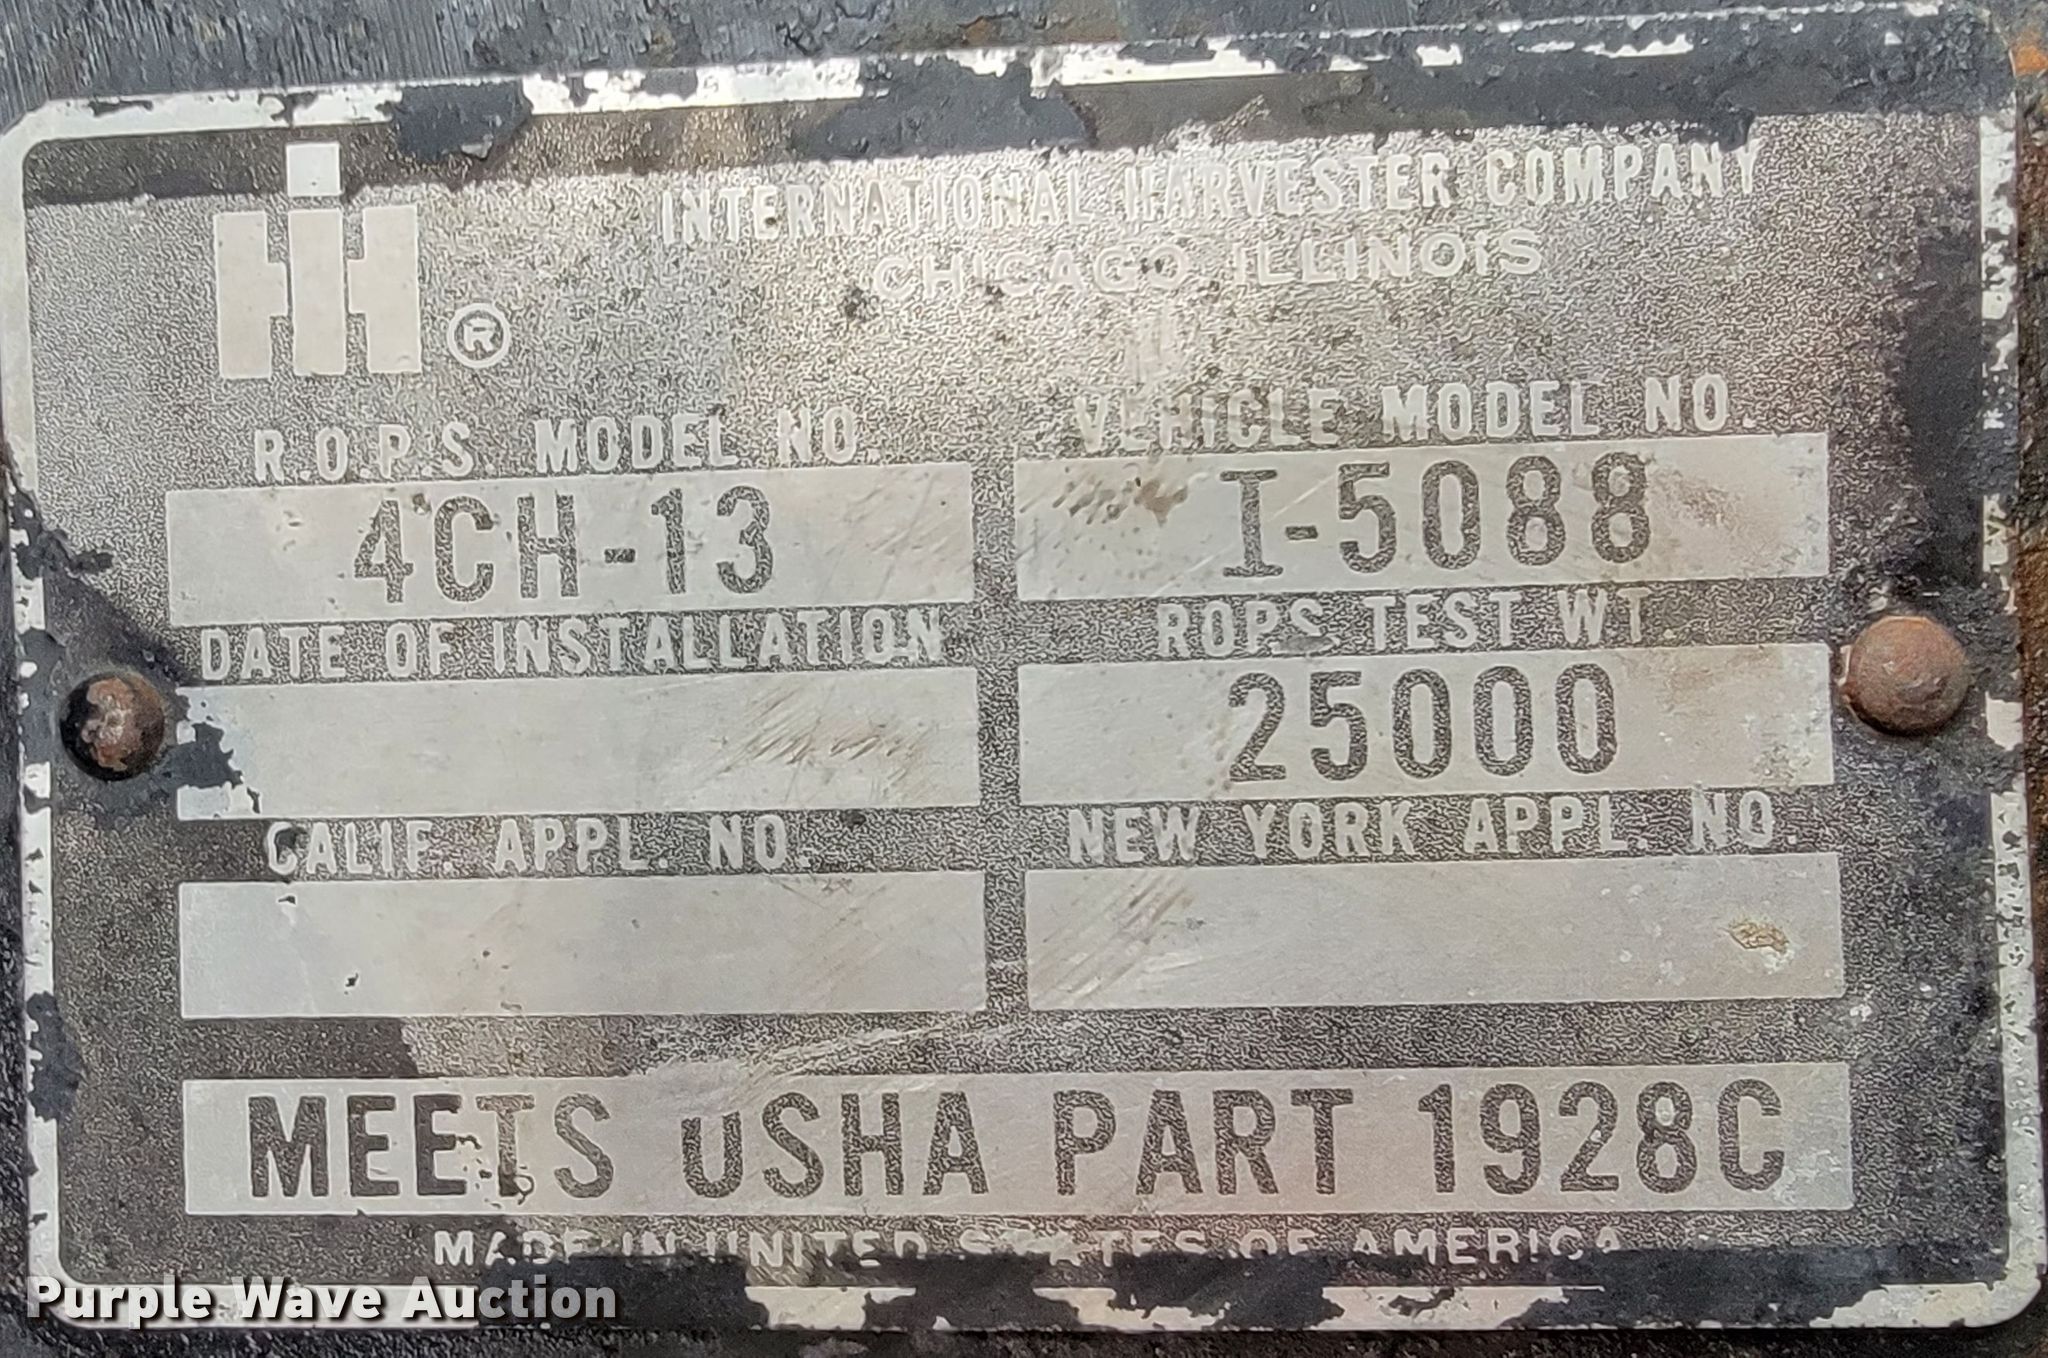 INTERNATIONAL HARVESTER COMPANY
CHICAGO, ILLINOIS
IH ®
R.O.P.S. MODEL NO. VEHICLE MODEL NO.
4CH-13 I-5088
DATE OF INSTALLATION ROPS TEST WT
25000
CALIF. APPL. NO. NEW YORK APPL. NO.
MEETS USHA PART 1928C
MADE IN UNITED STATES OF AMERICA
Purple Wave Auction